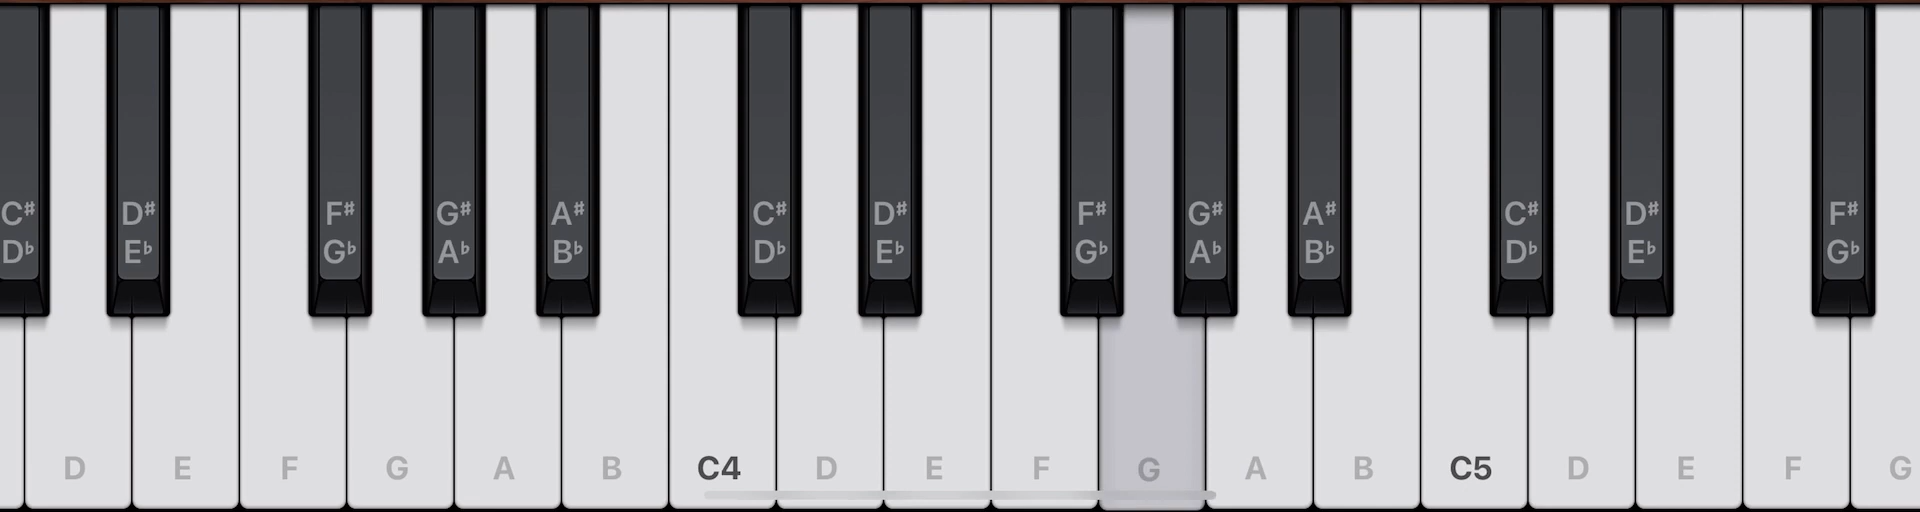 C♯ D♯ F♯ G♯ A♯ C♯ D♯ F♯ G♯ A♯ C♯ D♯ F♯
D♭ E♭ G♭ A♭ B♭ D♭ E♭ G♭ A♭ B♭ D♭ E♭ G♭
D E F G A B C4 D E F G A B C5 D E F G